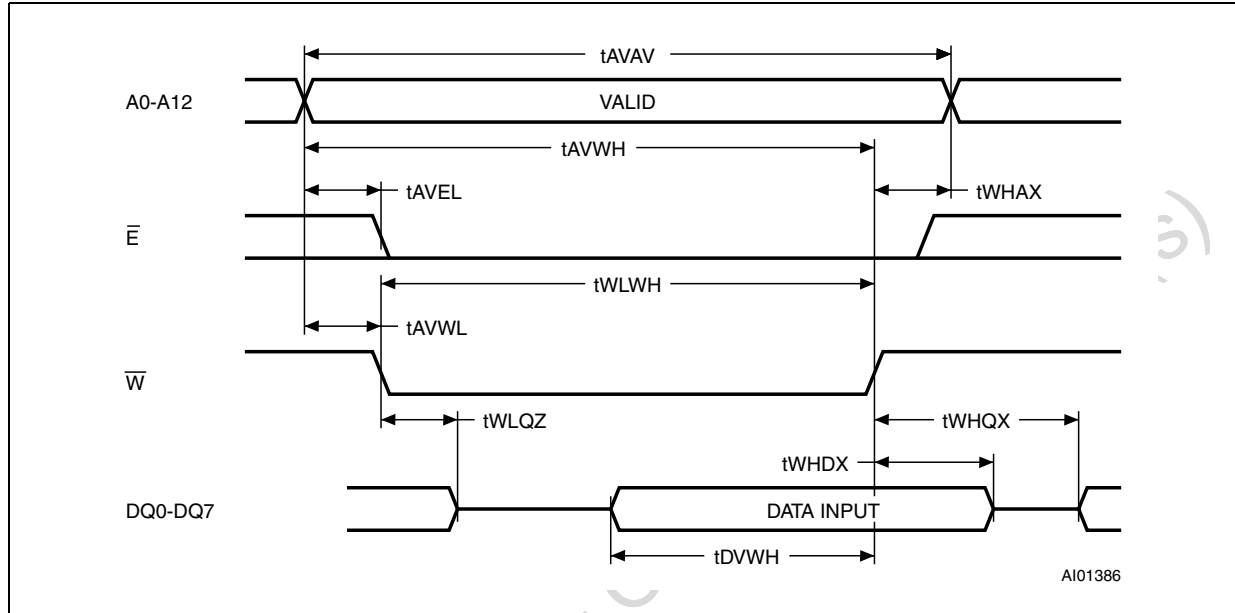 tAVAV
A0-A12
VALID
tAVWH
tAVEL
tWHAX
E̅
tWLWH
tAVWL
W̅
tWLQZ
tWHQX
tWHDX
DQ0-DQ7
DATA INPUT
tDVWH
AI01386